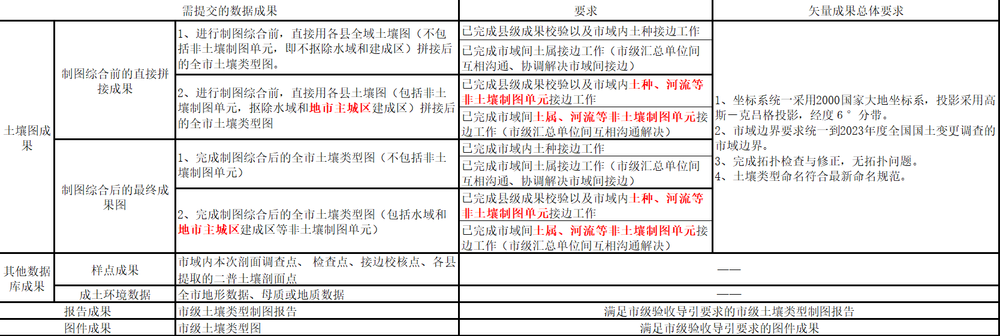 需提交的数据成果
要求
矢量成果总体要求
土壤图成
果
制图综合前的直接拼
接成果
1、进行制图综合前，直接用各县全域土壤图（不包
括非土壤制图单元，即不抠除水域和建成区）拼接后
的全市土壤类型图。
已完成县级成果校验以及市域内土种接边工作
已完成市域间土属接边工作（市级汇总单位间
互相沟通、协调解决市域间接边）
2、进行制图综合前，直接用各县土壤图（包括非土
壤制图单元，抠除水域和地市主城区建成区）拼接后
的全市土壤类型图
已完成县级成果校验以及市域内土种、河流等
非土壤制图单元接边工作
已完成市域间土属、河流等非土壤制图单元接
边工作（市级汇总单位间互相沟通解决）
制图综合后的最终成
果图
1、完成制图综合后的全市土壤类型图（不包括非土
壤制图单元）
已完成市域内土种接边工作
已完成市域间土属接边工作（市级汇总单位间
互相沟通、协调解决市域间接边）
2、完成制图综合后的全市土壤类型图（包括水域和
地市主城区建成区等非土壤制图单元）
已完成县级成果校验以及市域内土种、河流等
非土壤制图单元接边工作
已完成市域间土属、河流等非土壤制图单元接
边工作（市级汇总单位间互相沟通解决）
1、坐标系统一采用2000国家大地坐标系，投影采用高
斯－克吕格投影，经度６°分带。
2、市域边界要求统一到2023年度全国国土变更调查的
市域边界。
3、完成拓扑检查与修正，无拓扑问题。
4、土壤类型命名符合最新命名规范。
其他数据
库成果
样点成果
市域内本次剖面调查点、 检查点、接边校核点、各县
提取的二普土壤剖面点
——
成土环境数据
全市地形数据、母质或地质数据
——
报告成果
市级土壤类型制图报告
满足市级验收导引要求的市级土壤类型制图报告
图件成果
市级土壤类型图
满足市级验收导引要求的图件成果